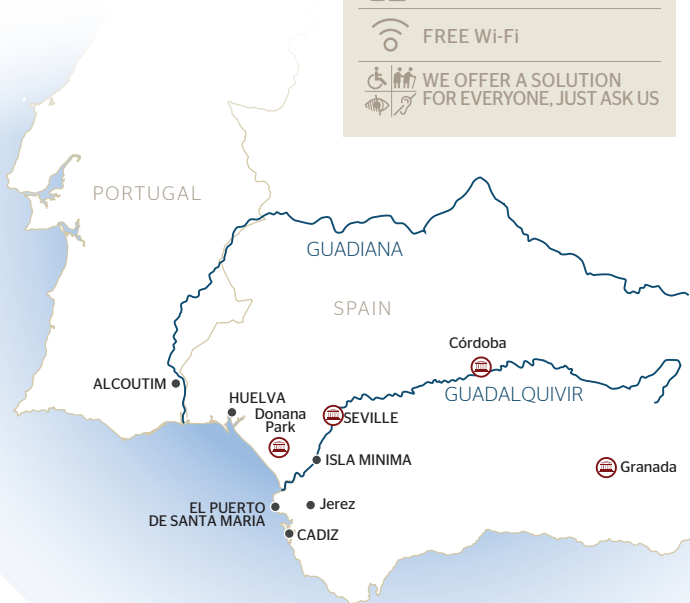 FREE Wi-Fi
WE OFFER A SOLUTION
FOR EVERYONE, JUST ASK US
PORTUGAL
GUADIANA
SPAIN
Córdoba
ALCOUTIM
GUADALQUIVIR
HUELVA
Donana
Park
SEVILLE
ISLA MINIMA
Granada
EL PUERTO
DE SANTA MARIA
Jerez
CADIZ